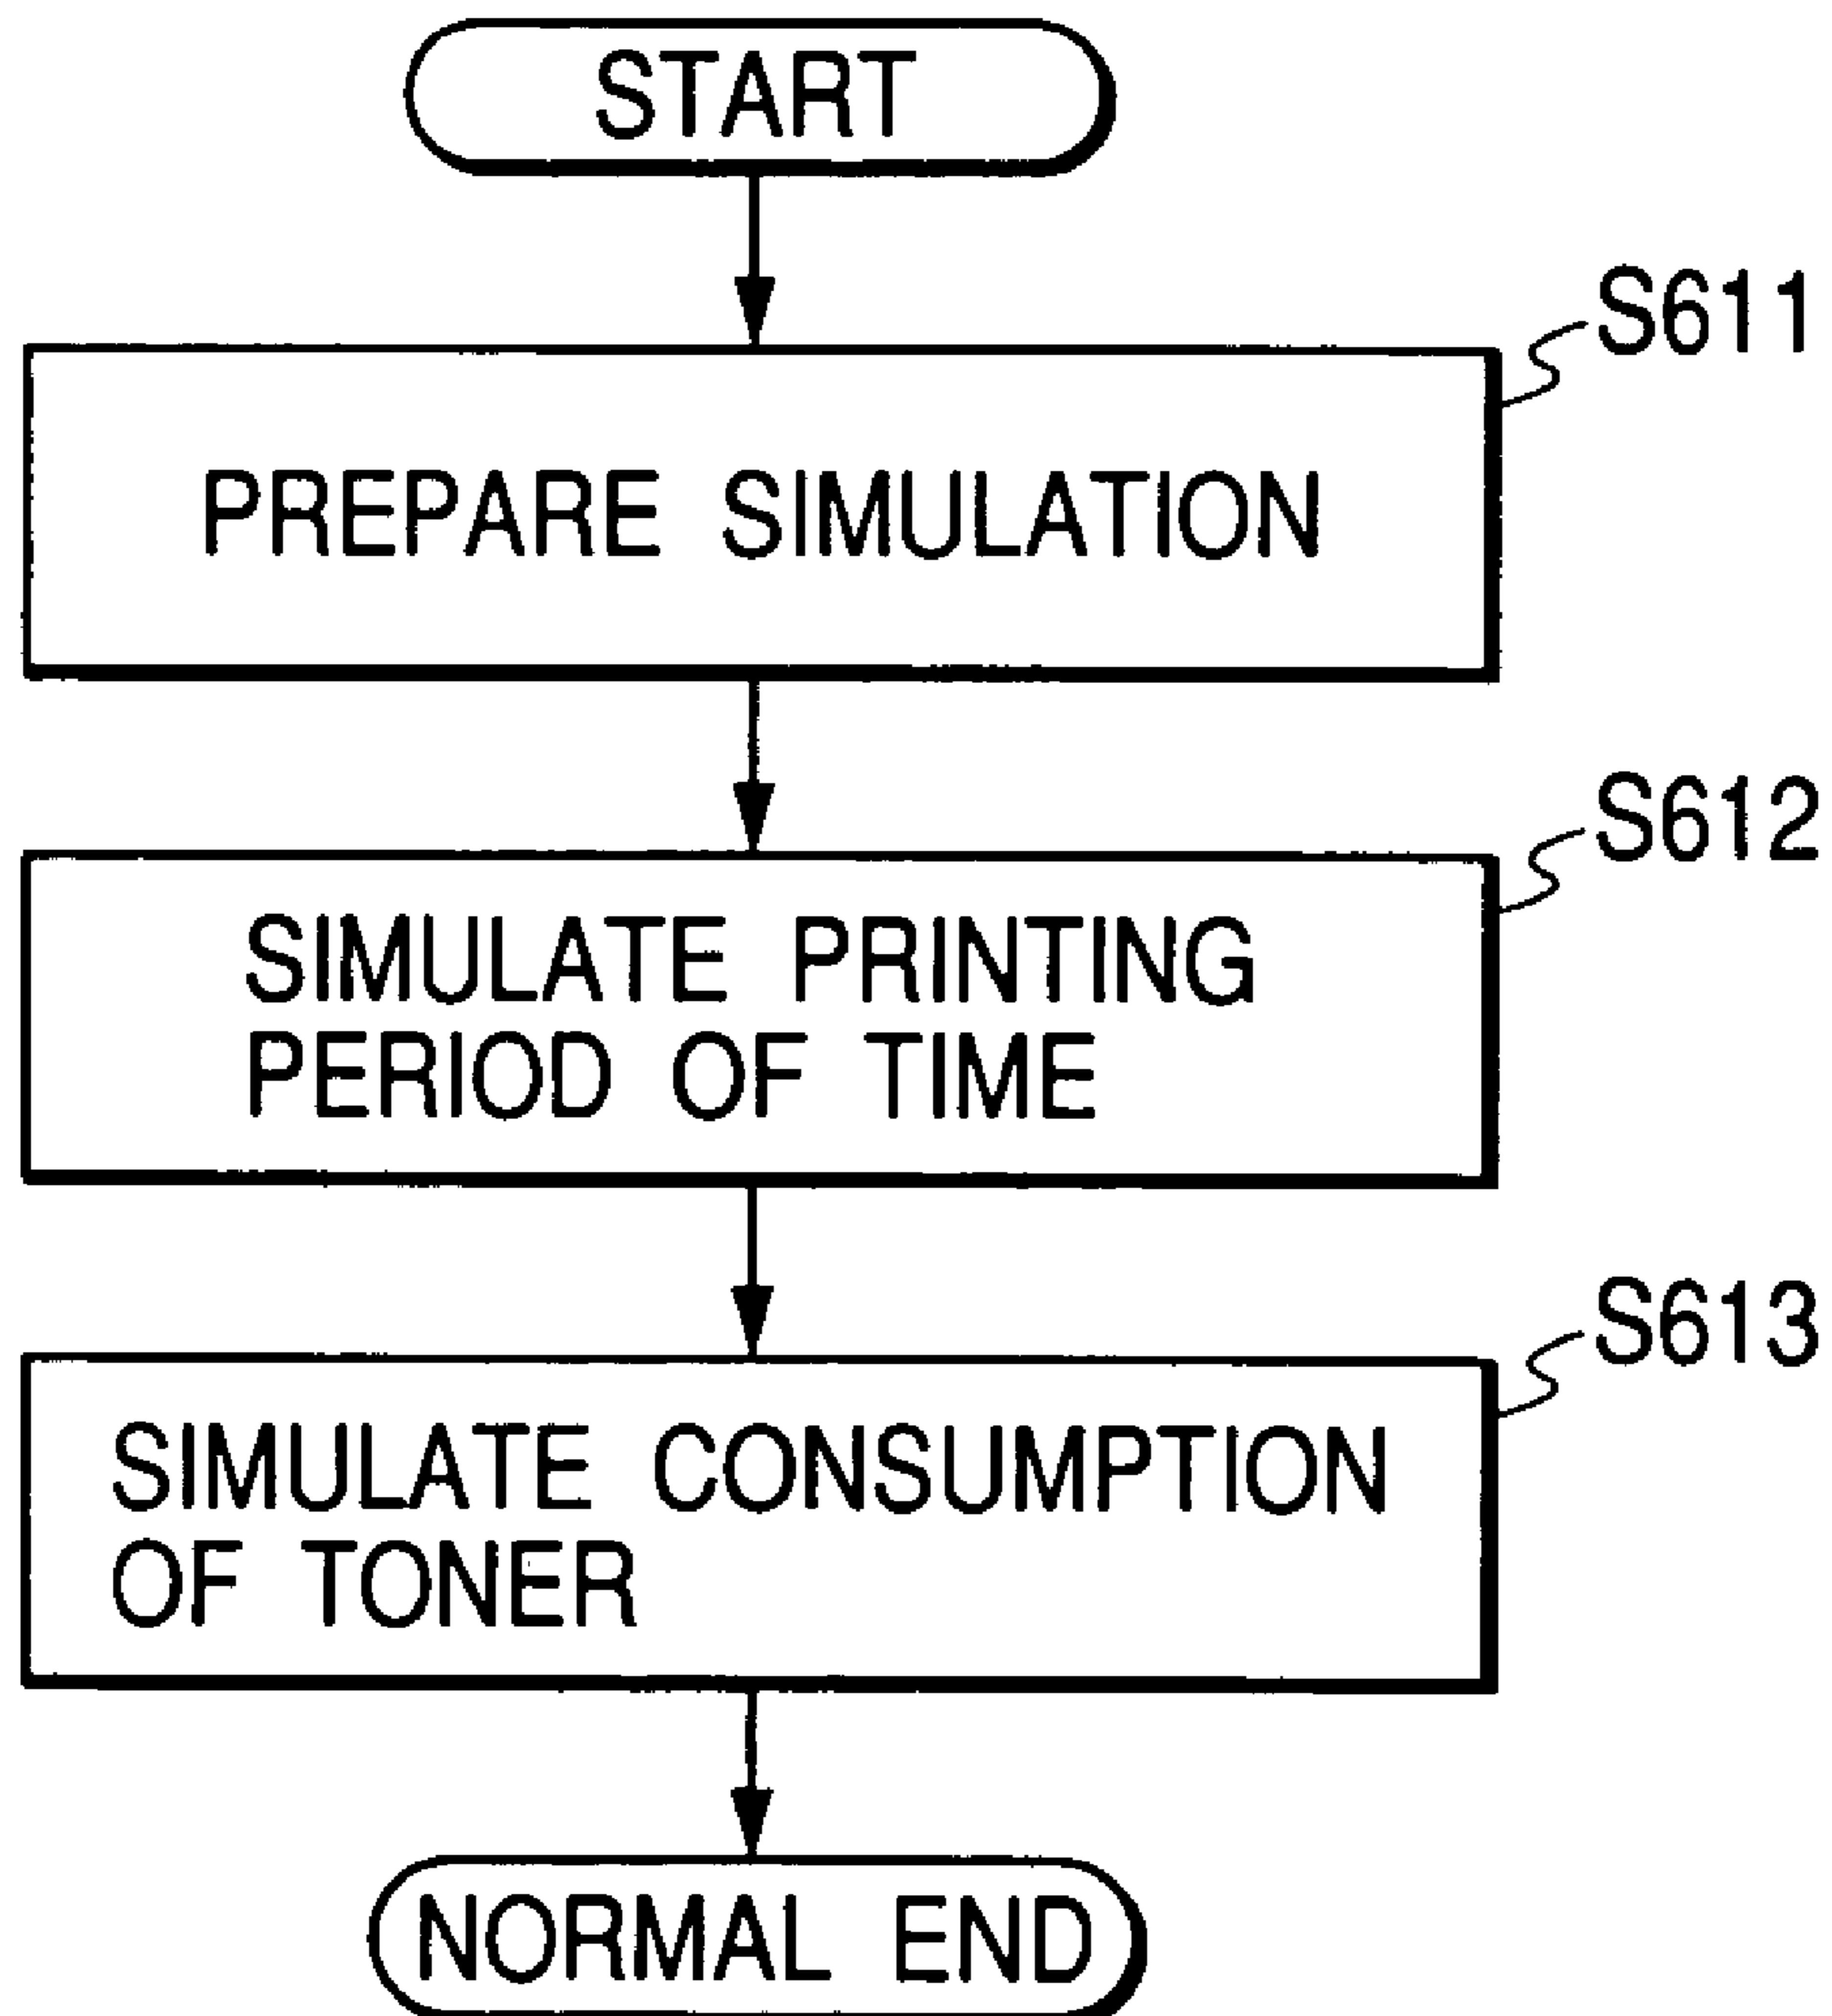 START
S611
PREPARE SIMULATION
S612
SIMULATE PRINTING
PERIOD OF TIME
S613
SIMULATE CONSUMPTION
OF TONER
NORMAL END